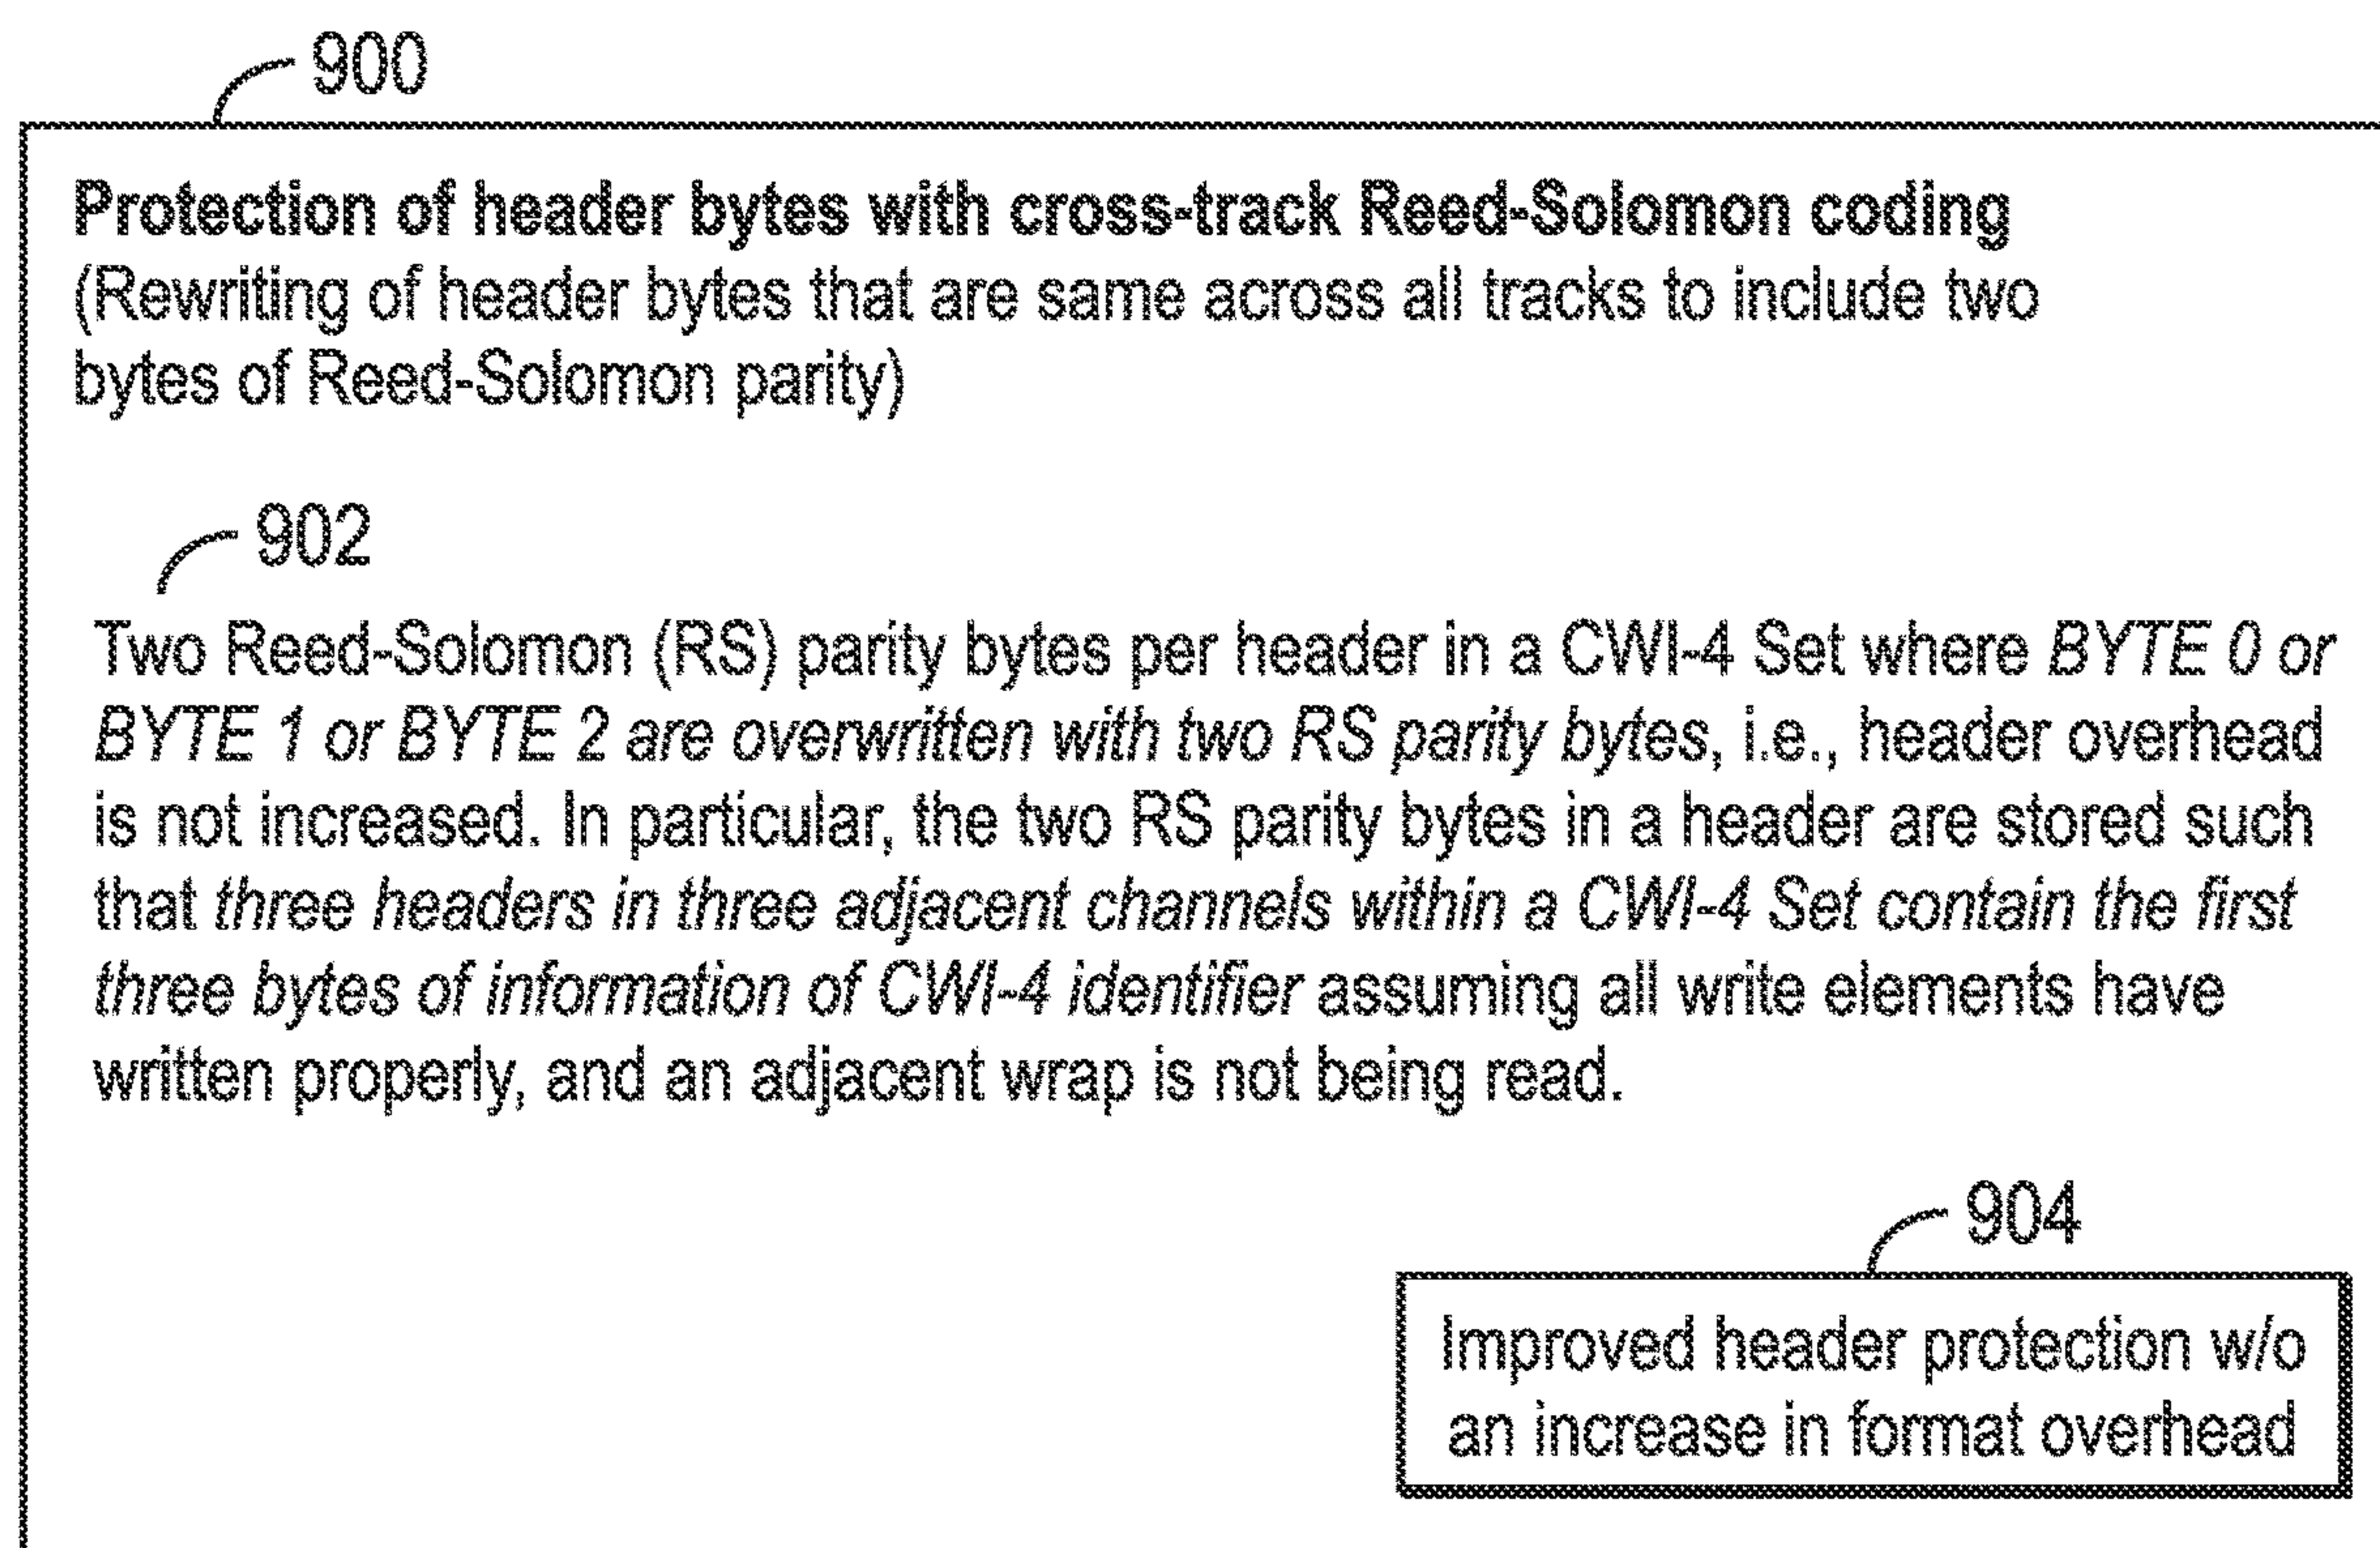 900
Protection of header bytes with cross-track Reed-Solomon coding
(Rewriting of header bytes that are same across all tracks to include two
bytes of Reed-Solomon parity)
902
Two Reed-Solomon (RS) parity bytes per header in a CWI-4 Set where BYTE 0 or
BYTE 1 or BYTE 2 are overwritten with two RS parity bytes, i.e., header overhead
is not increased. In particular, the two RS parity bytes in a header are stored such
that three headers in three adjacent channels within a CWI-4 Set contain the first
three bytes of information of CWI-4 identifier assuming all write elements have
written properly, and an adjacent wrap is not being read.
904
Improved header protection w/o
an increase in format overhead